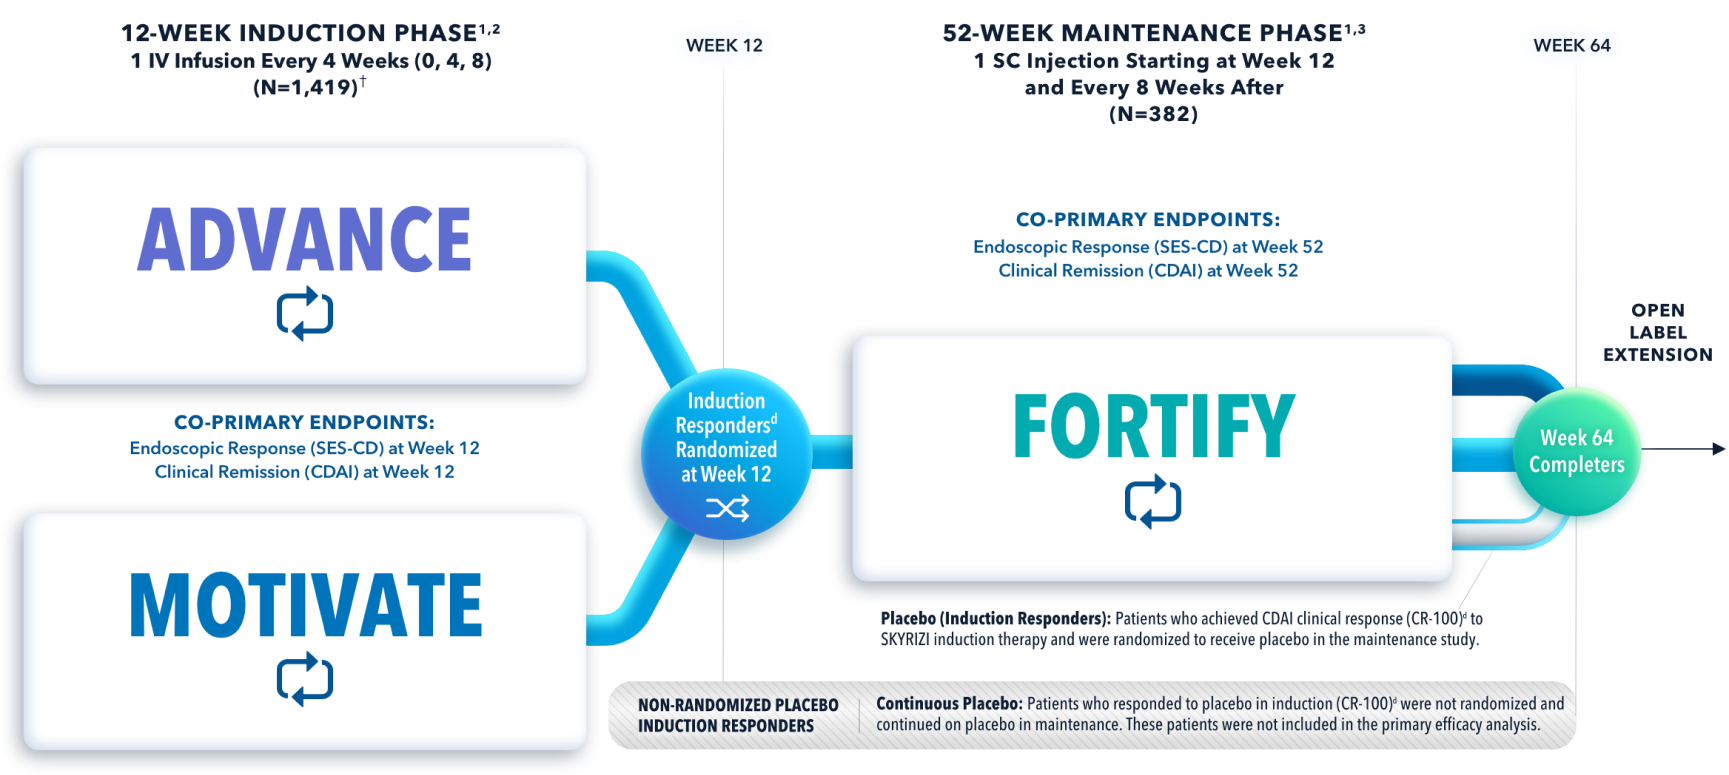 12-WEEK INDUCTION PHASE1,2
1 IV Infusion Every 4 Weeks (0, 4, 8)
(N=1,419)†
WEEK 12
52-WEEK MAINTENANCE PHASE1,3
1 SC Injection Starting at Week 12
and Every 8 Weeks After
(N=382)
WEEK 64
ADVANCE
CO-PRIMARY ENDPOINTS:
Endoscopic Response (SES-CD) at Week 12
Clinical Remission (CDAI) at Week 12
MOTIVATE
Induction
Respondersd
Randomized
at Week 12
CO-PRIMARY ENDPOINTS:
Endoscopic Response (SES-CD) at Week 52
Clinical Remission (CDAI) at Week 52
FORTIFY
Week 64
Completers
OPEN
LABEL
EXTENSION
Placebo (Induction Responders): Patients who achieved CDAI clinical response (CR-100)d to
SKYRIZI induction therapy and were randomized to receive placebo in the maintenance study.
NON-RANDOMIZED PLACEBO
INDUCTION RESPONDERS
Continuous Placebo: Patients who responded to placebo in induction (CR-100)d were not randomized and
continued on placebo in maintenance. These patients were not included in the primary efficacy analysis.